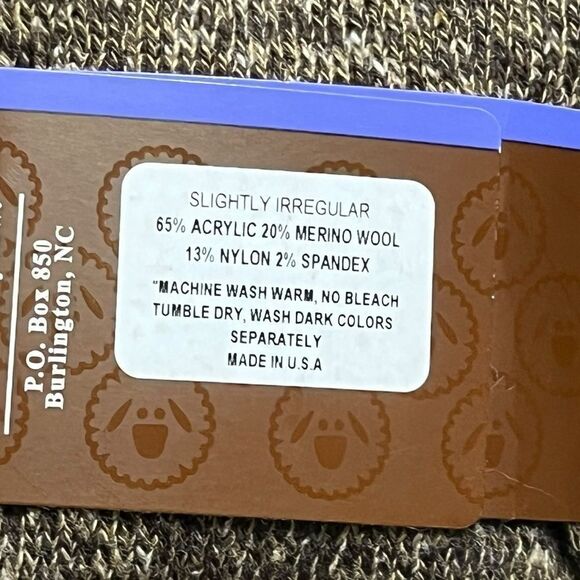 SLIGHTLY IRREGULAR
65% ACRYLIC 20% MERINO WOOL
13% NYLON 2% SPANDEX
"MACHINE WASH WARM, NO BLEACH
TUMBLE DRY, WASH DARK COLORS
SEPARATELY
MADE IN U.S.A
P.O. Box 850
Burlington, NC